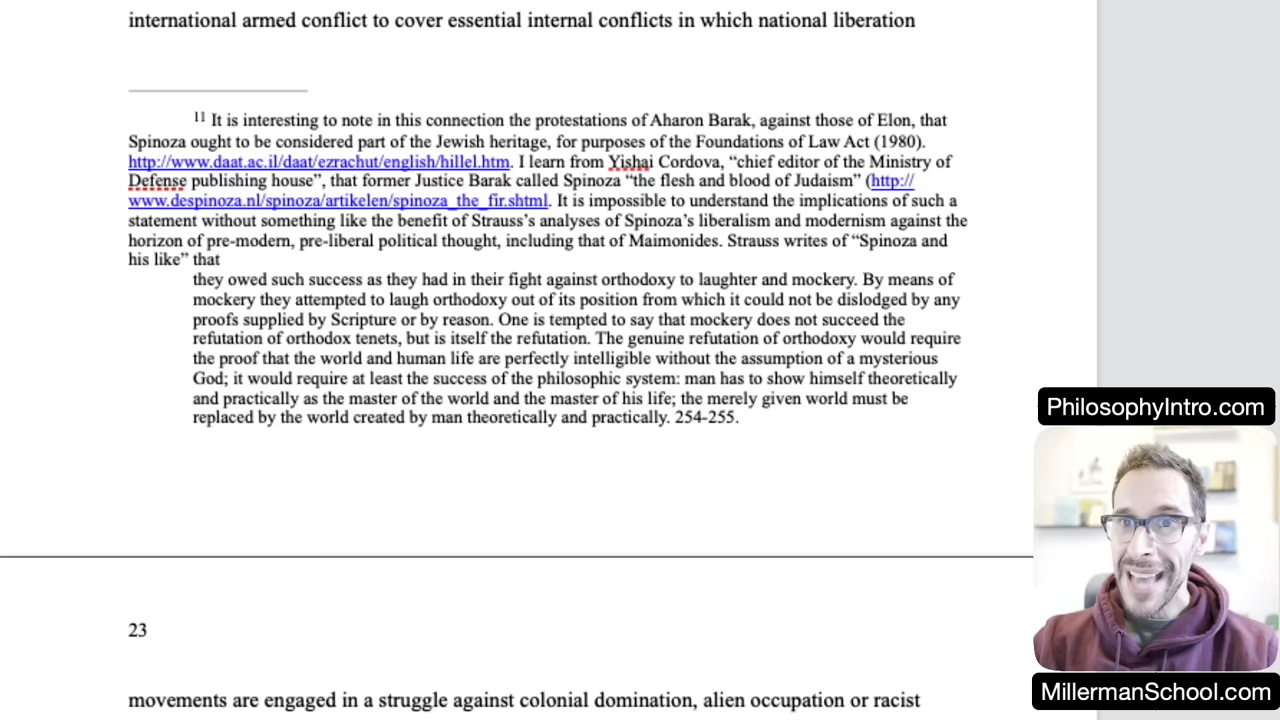 international armed conflict to cover essential internal conflicts in which national liberation
11 It is interesting to note in this connection the protestations of Aharon Barak, against those of Elon, that
Spinoza ought to be considered part of the Jewish heritage, for purposes of the Foundations of Law Act (1980).
http://www.daat.ac.il/daat/ezrachut/english/hillel.htm. I learn from Yishai Cordova, “chief editor of the Ministry of
Defense publishing house”, that former Justice Barak called Spinoza “the flesh and blood of Judaism” (http://
www.despinoza.nl/spinoza/artikelen/spinoza_the_fir.shtml. It is impossible to understand the implications of such a
statement without something like the benefit of Strauss’s analyses of Spinoza’s liberalism and modernism against the
horizon of pre-modern, pre-liberal political thought, including that of Maimonides. Strauss writes of “Spinoza and
his like” that
they owed such success as they had in their fight against orthodoxy to laughter and mockery. By means of
mockery they attempted to laugh orthodoxy out of its position from which it could not be dislodged by any
proofs supplied by Scripture or by reason. One is tempted to say that mockery does not succeed the
refutation of orthodox tenets, but is itself the refutation. The genuine refutation of orthodoxy would require
the proof that the world and human life are perfectly intelligible without the assumption of a mysterious
God; it would require at least the success of the philosophic system: man has to show himself theoretically
and practically as the master of the world and the master of his life; the merely given world must be
replaced by the world created by man theoretically and practically. 254-255.
23
movements are engaged in a struggle against colonial domination, alien occupation or racist
PhilosophyIntro.com
MillermanSchool.com